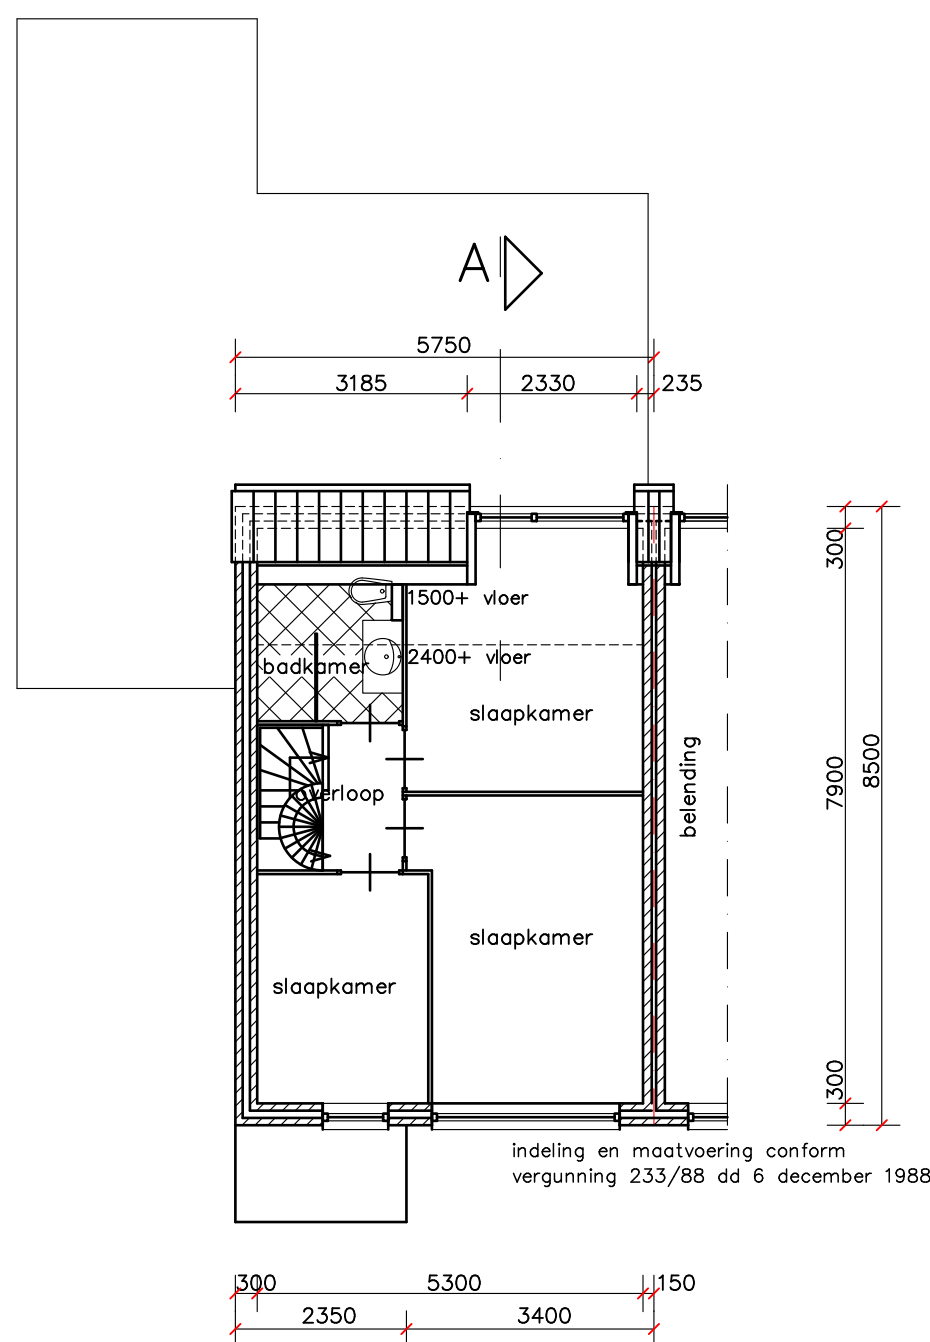 A
5750
3185
2330
235
300
1500+ vloer
2400+ vloer
badkamer
slaapkamer
belending
7900
8500
overloop
slaapkamer
slaapkamer
300
indeling en maatvoering conform
vergunning 233/88 dd 6 december 1988
300
5300
150
2350
3400